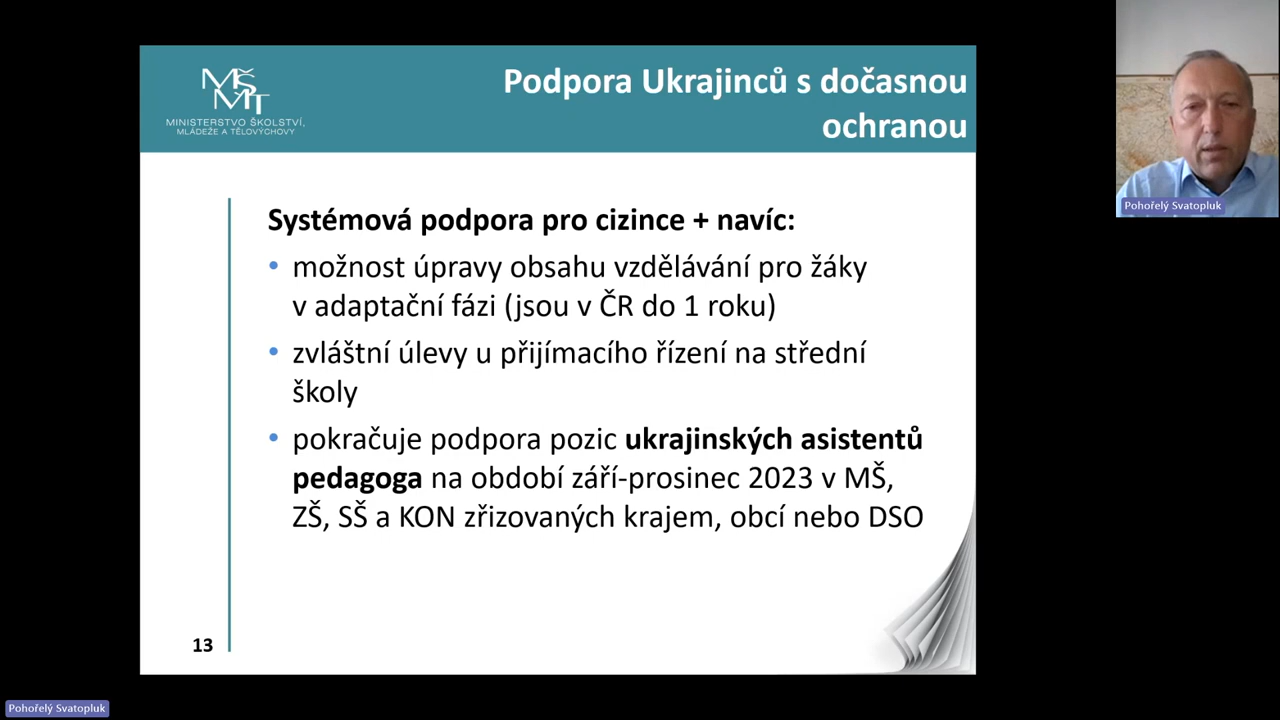 MŠMT
MINISTERSTVO ŠKOLSTVÍ,
MLÁDEŽE A TĚLOVÝCHOVY
Podpora Ukrajinců s dočasnou
ochranou
Systémová podpora pro cizince + navíc:
• možnost úpravy obsahu vzdělávání pro žáky
v adaptační fázi (jsou v ČR do 1 roku)
• zvláštní úlevy u přijímacího řízení na střední
školy
• pokračuje podpora pozic ukrajinských asistentů
pedagoga na období září-prosinec 2023 v MŠ,
ZŠ, SŠ a KON zřizovaných krajem, obcí nebo DSO
13
Pohořelý Svatopluk
Pohořelý Svatopluk